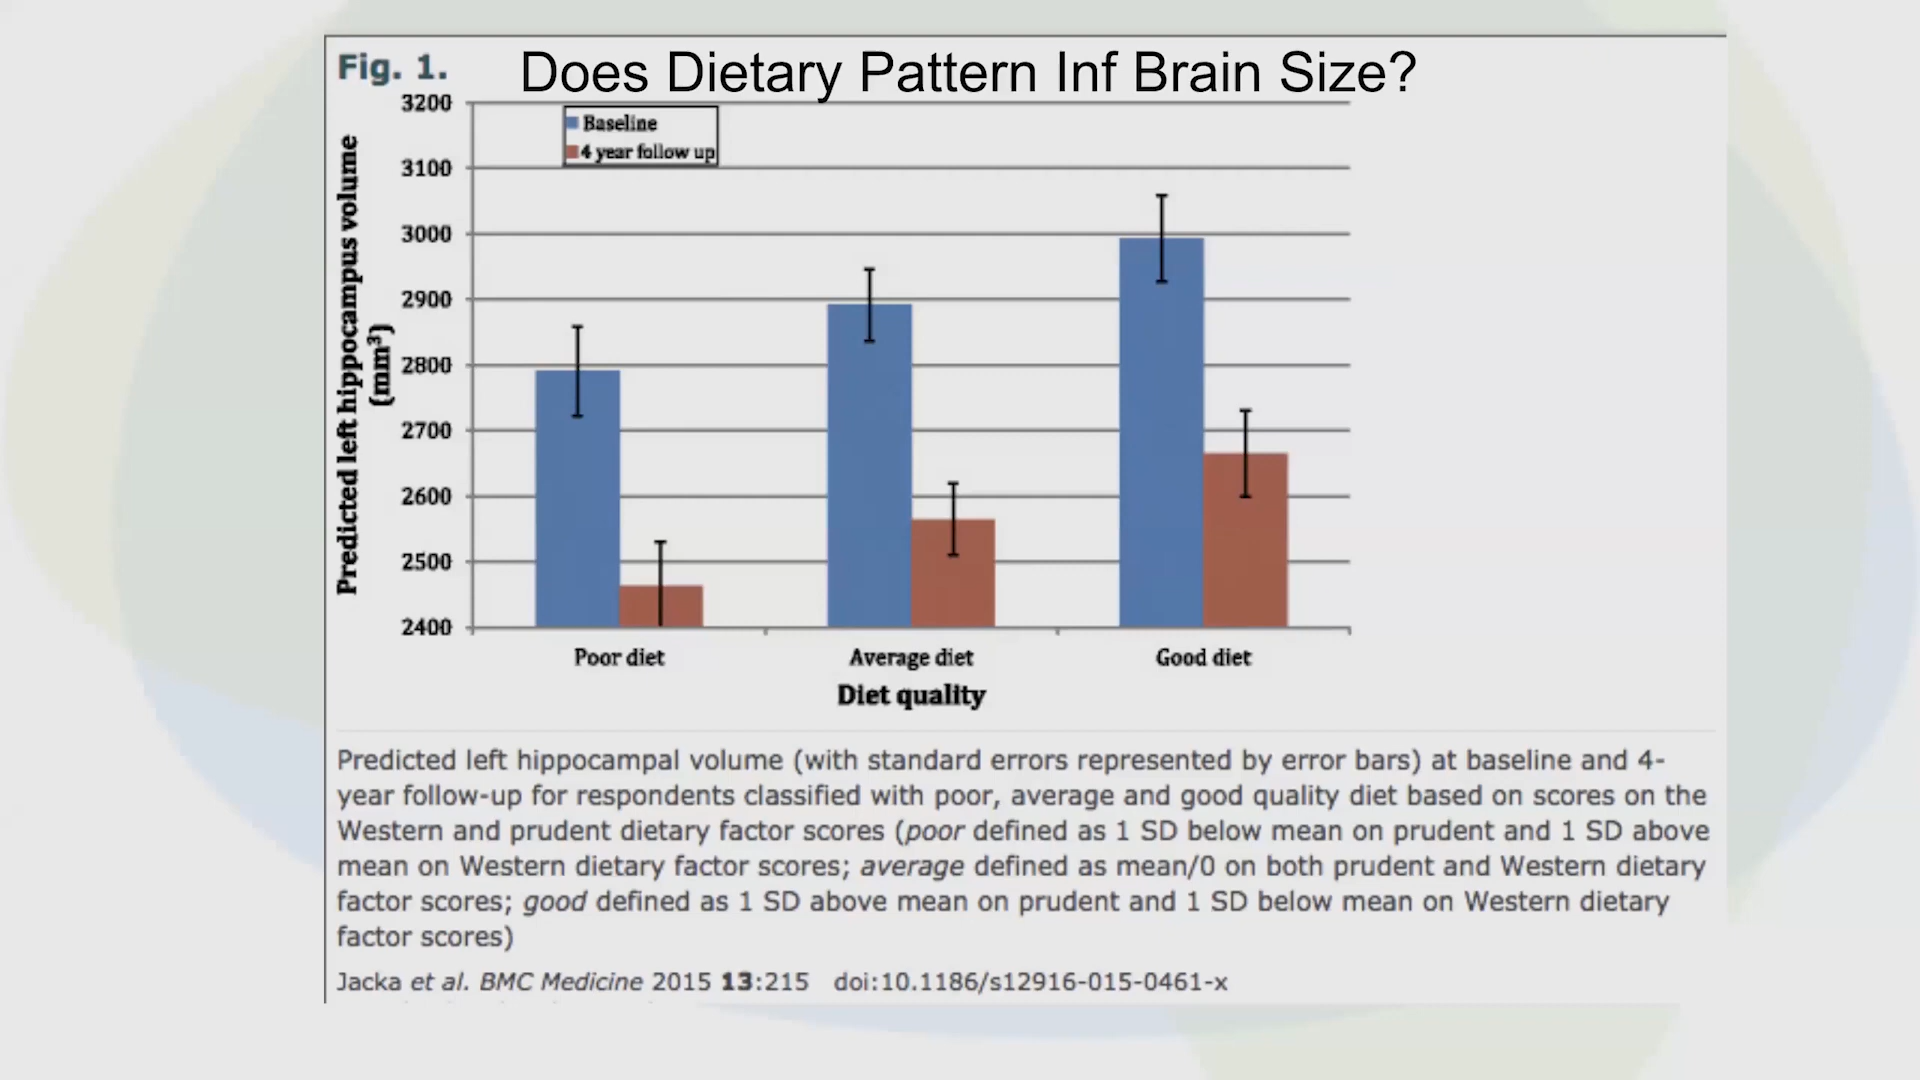 Does Dietary Pattern Inf Brain Size?
Fig. 1.
Baseline
4 year follow up
Predicted left hippocampus volume
(mm³)
3200
3100
3000
2900
2800
2700
2600
2500
2400
Poor diet
Average diet
Good diet
Diet quality
Predicted left hippocampal volume (with standard errors represented by error bars) at baseline and 4-
year follow-up for respondents classified with poor, average and good quality diet based on scores on the
Western and prudent dietary factor scores (poor defined as 1 SD below mean on prudent and 1 SD above
mean on Western dietary factor scores; average defined as mean/0 on both prudent and Western dietary
factor scores; good defined as 1 SD above mean on prudent and 1 SD below mean on Western dietary
factor scores)
Jacka et al. BMC Medicine 2015 13:215 doi:10.1186/s12916-015-0461-x